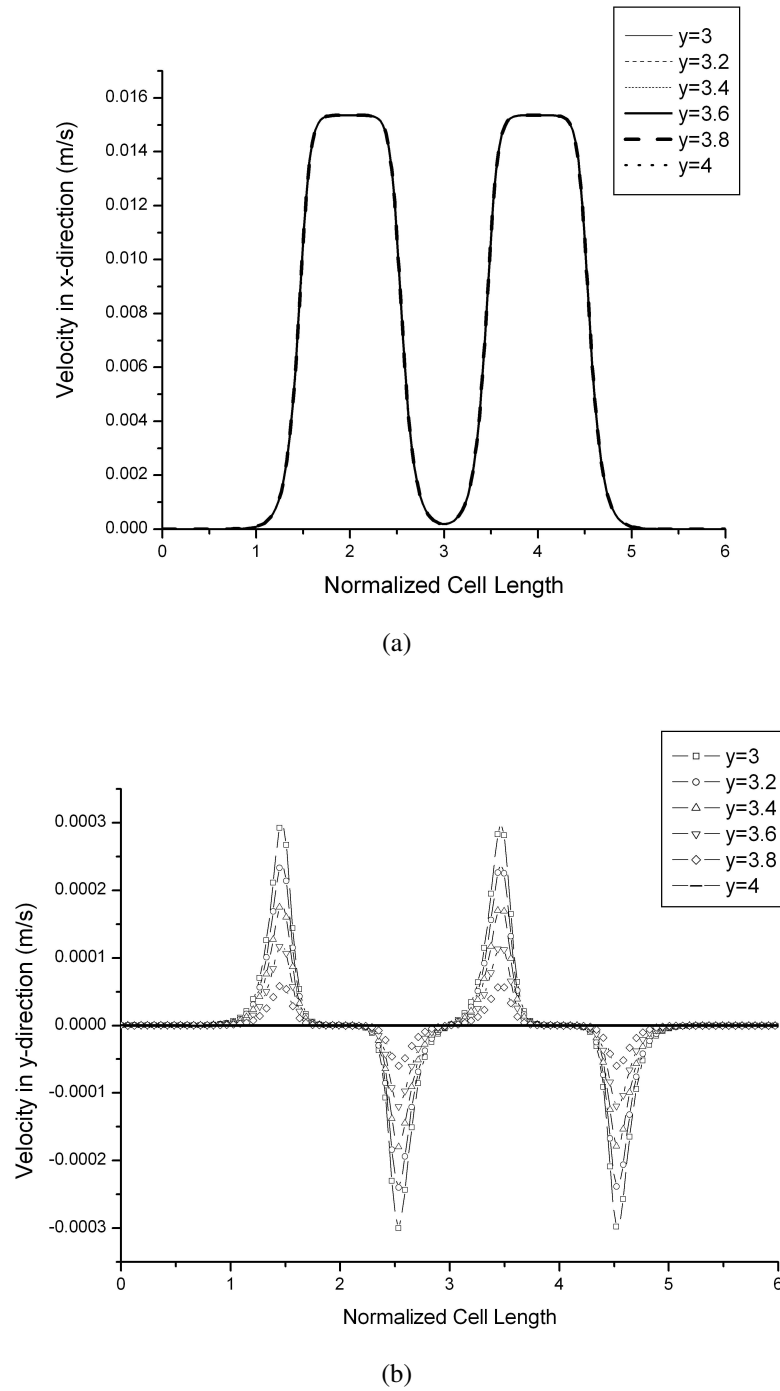 y=3
y=3.2
y=3.4
y=3.6
y=3.8
y=4
0.016
0.014
0.012
0.010
0.008
0.006
0.004
0.002
0.000
Velocity in x-direction (m/s)
0 1 2 3 4 5 6
Normalized Cell Length
(a)
y=3
y=3.2
y=3.4
y=3.6
y=3.8
y=4
0.0003
0.0002
0.0001
0.0000
-0.0001
-0.0002
-0.0003
Velocity in y-direction (m/s)
0 1 2 3 4 5 6
Normalized Cell Length
(b)